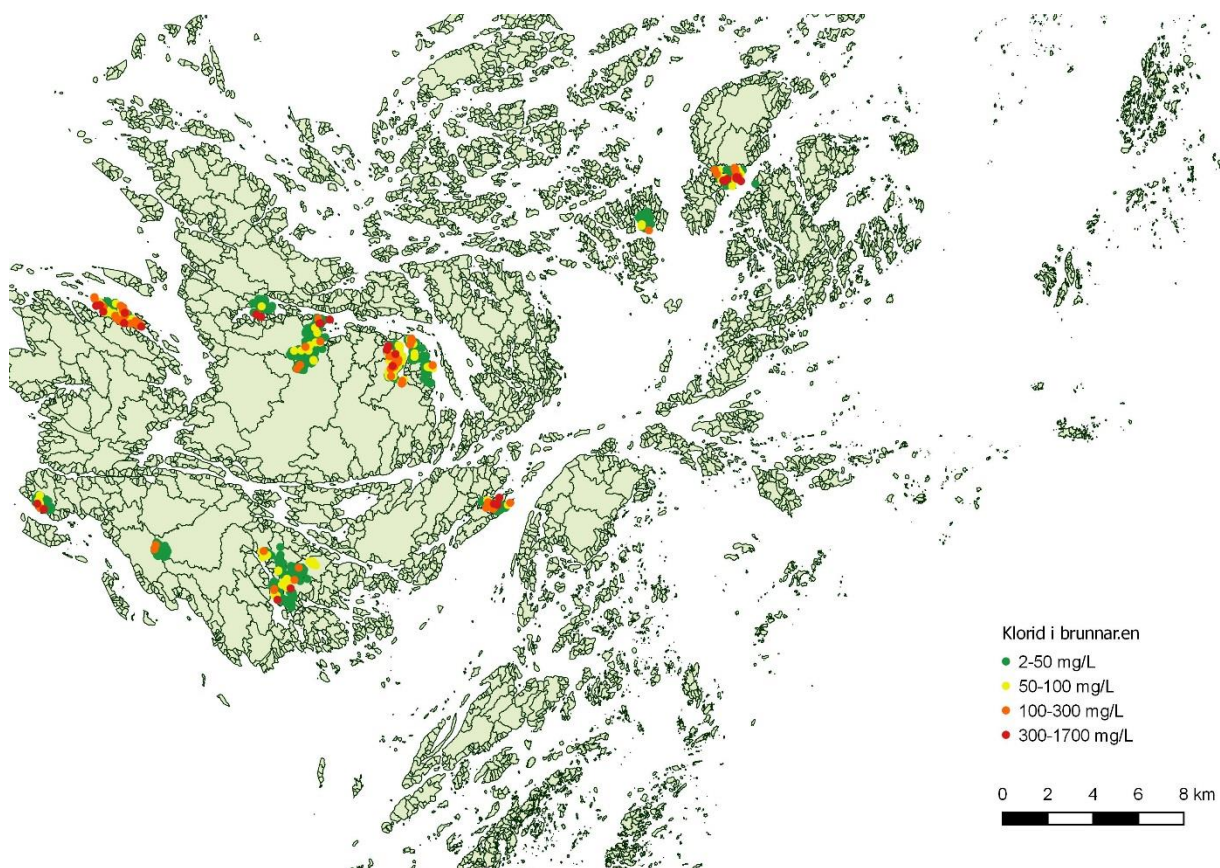 Klorid i brunnar.en
2-50 mg/L
50-100 mg/L
100-300 mg/L
300-1700 mg/L
0 2 4 6 8 km